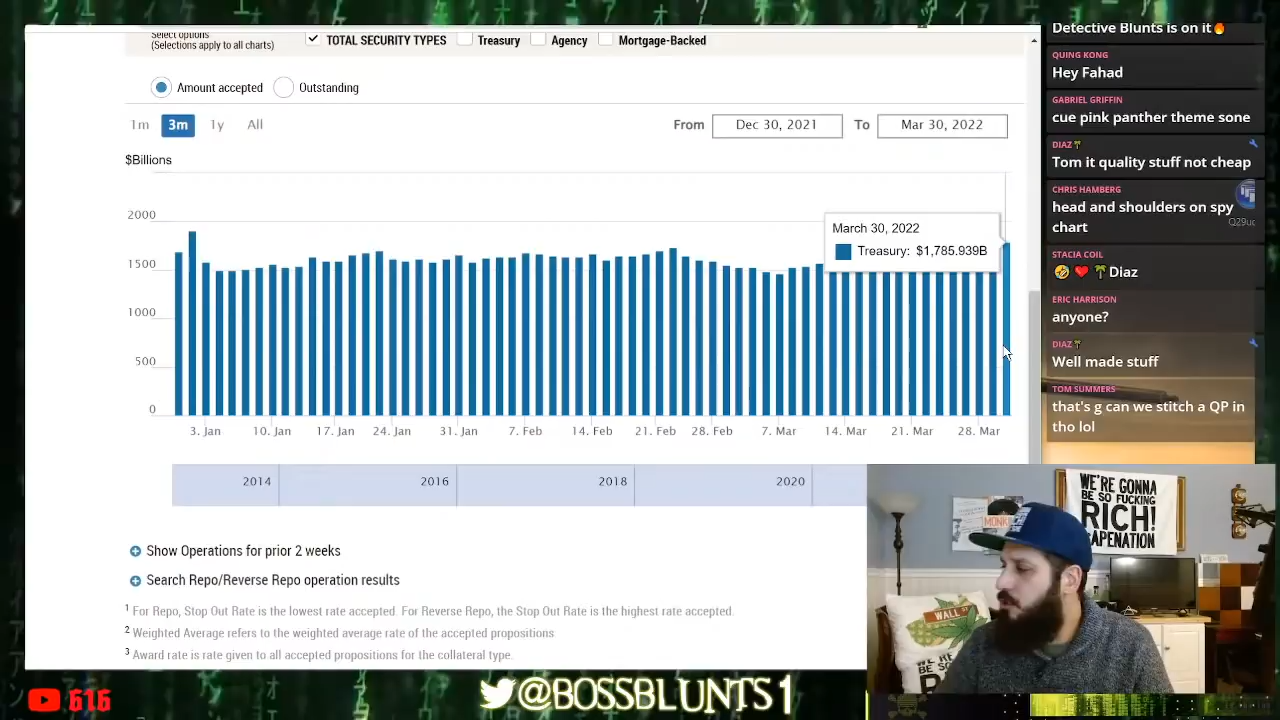 Select options
(Selections apply to all charts)
TOTAL SECURITY TYPES
Treasury
Agency
Mortgage-Backed
Amount accepted
Outstanding
1m
3m
1y
All
From
Dec 30, 2021
To
Mar 30, 2022
$Billions
2000
1500
1000
500
0
March 30, 2022
Treasury: $1,785.939B
3. Jan
10. Jan
17. Jan
24. Jan
31. Jan
7. Feb
14. Feb
21. Feb
28. Feb
7. Mar
14. Mar
21. Mar
28. Mar
2014
2016
2018
2020
Show Operations for prior 2 weeks
Search Repo/Reverse Repo operation results
1 For Repo, Stop Out Rate is the lowest rate accepted. For Reverse Repo, the Stop Out Rate is the highest rate accepted.
2 Weighted Average refers to the weighted average rate of the accepted propositions
3 Award rate is rate given to all accepted propositions for the collateral type.
Detective Blunts is on it🔥
QUING KONG
Hey Fahad
GABRIEL GRIFFIN
cue pink panther theme sone
DIAZ🌴
Tom it quality stuff not cheap
CHRIS HAMBERG
head and shoulders on spy
chart
STACIA COIL
🤣❤️🌴Diaz
ERIC HARRISON
anyone?
DIAZ🌴
Well made stuff
TOM SUMMERS
that's g can we stitch a QP in
tho lol
WE'RE GONNA
BE SO FUCKING
RICH!
APENATION
WALL
616
@BOSSBLUNTS1